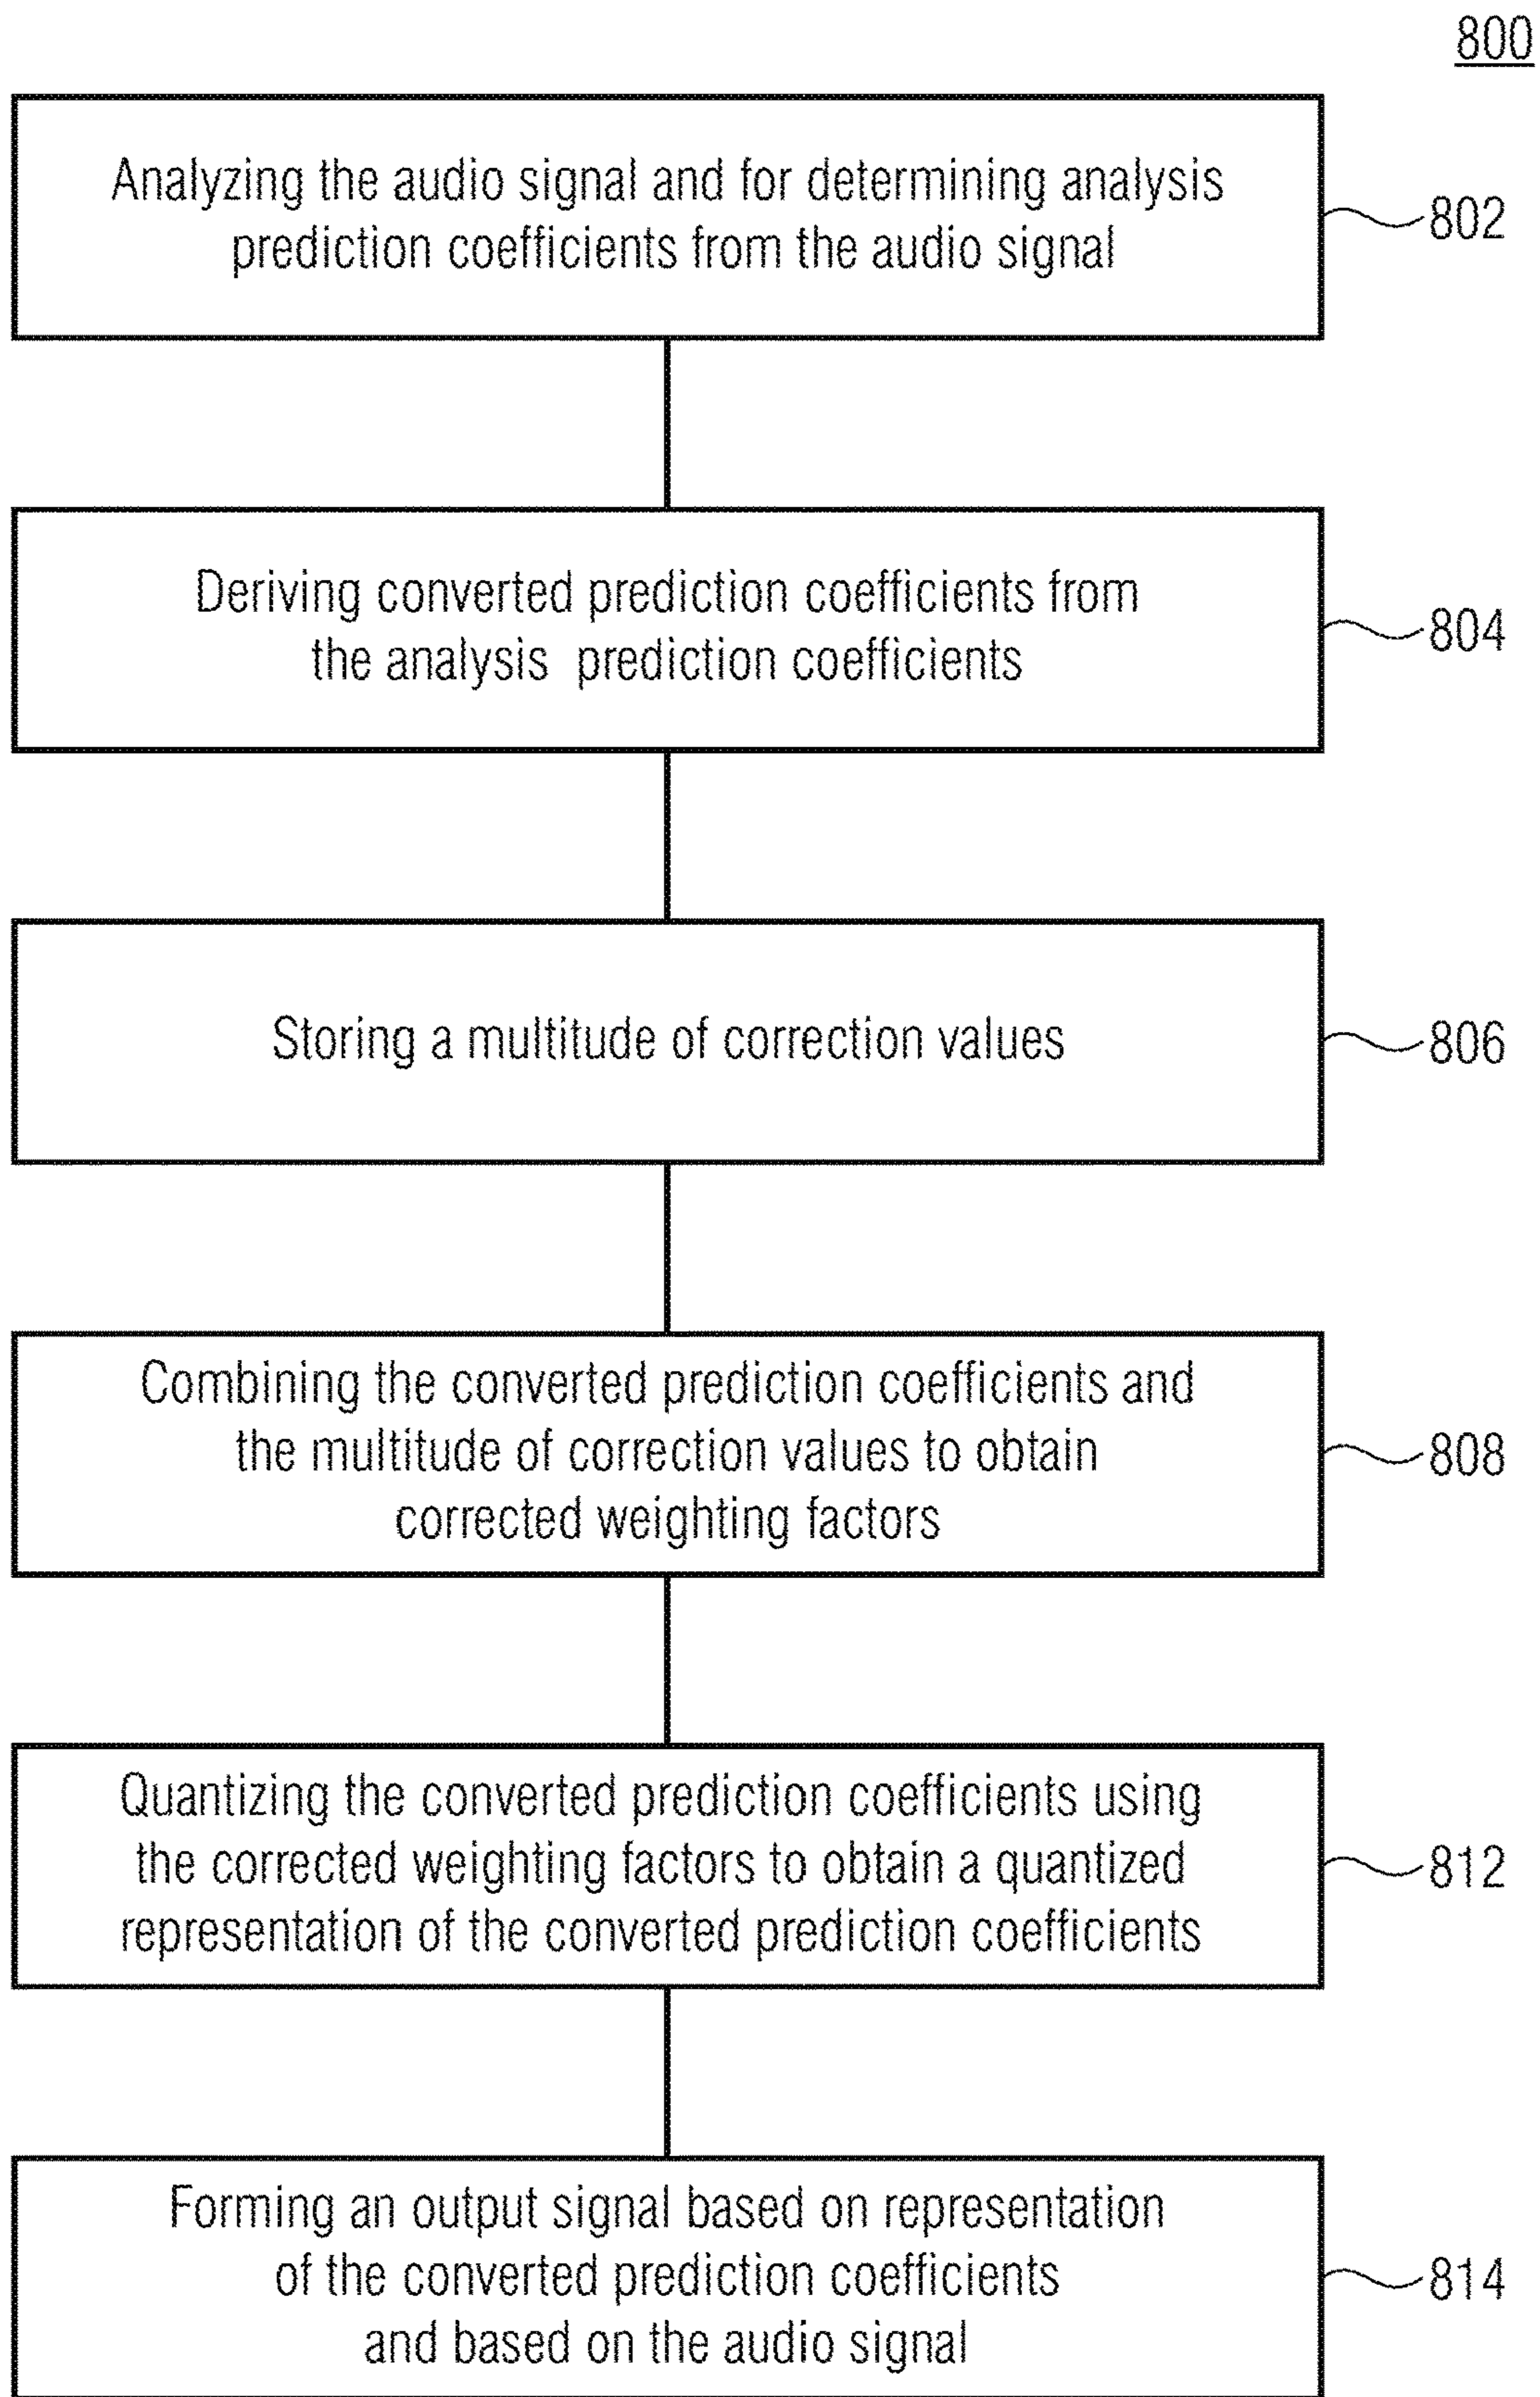 800
Analyzing the audio signal and for determining analysis
prediction coefficients from the audio signal
802
Deriving converted prediction coefficients from
the analysis prediction coefficients
804
Storing a multitude of correction values
806
Combining the converted prediction coefficients and
the multitude of correction values to obtain
corrected weighting factors
808
Quantizing the converted prediction coefficients using
the corrected weighting factors to obtain a quantized
representation of the converted prediction coefficients
812
Forming an output signal based on representation
of the converted prediction coefficients
and based on the audio signal
814